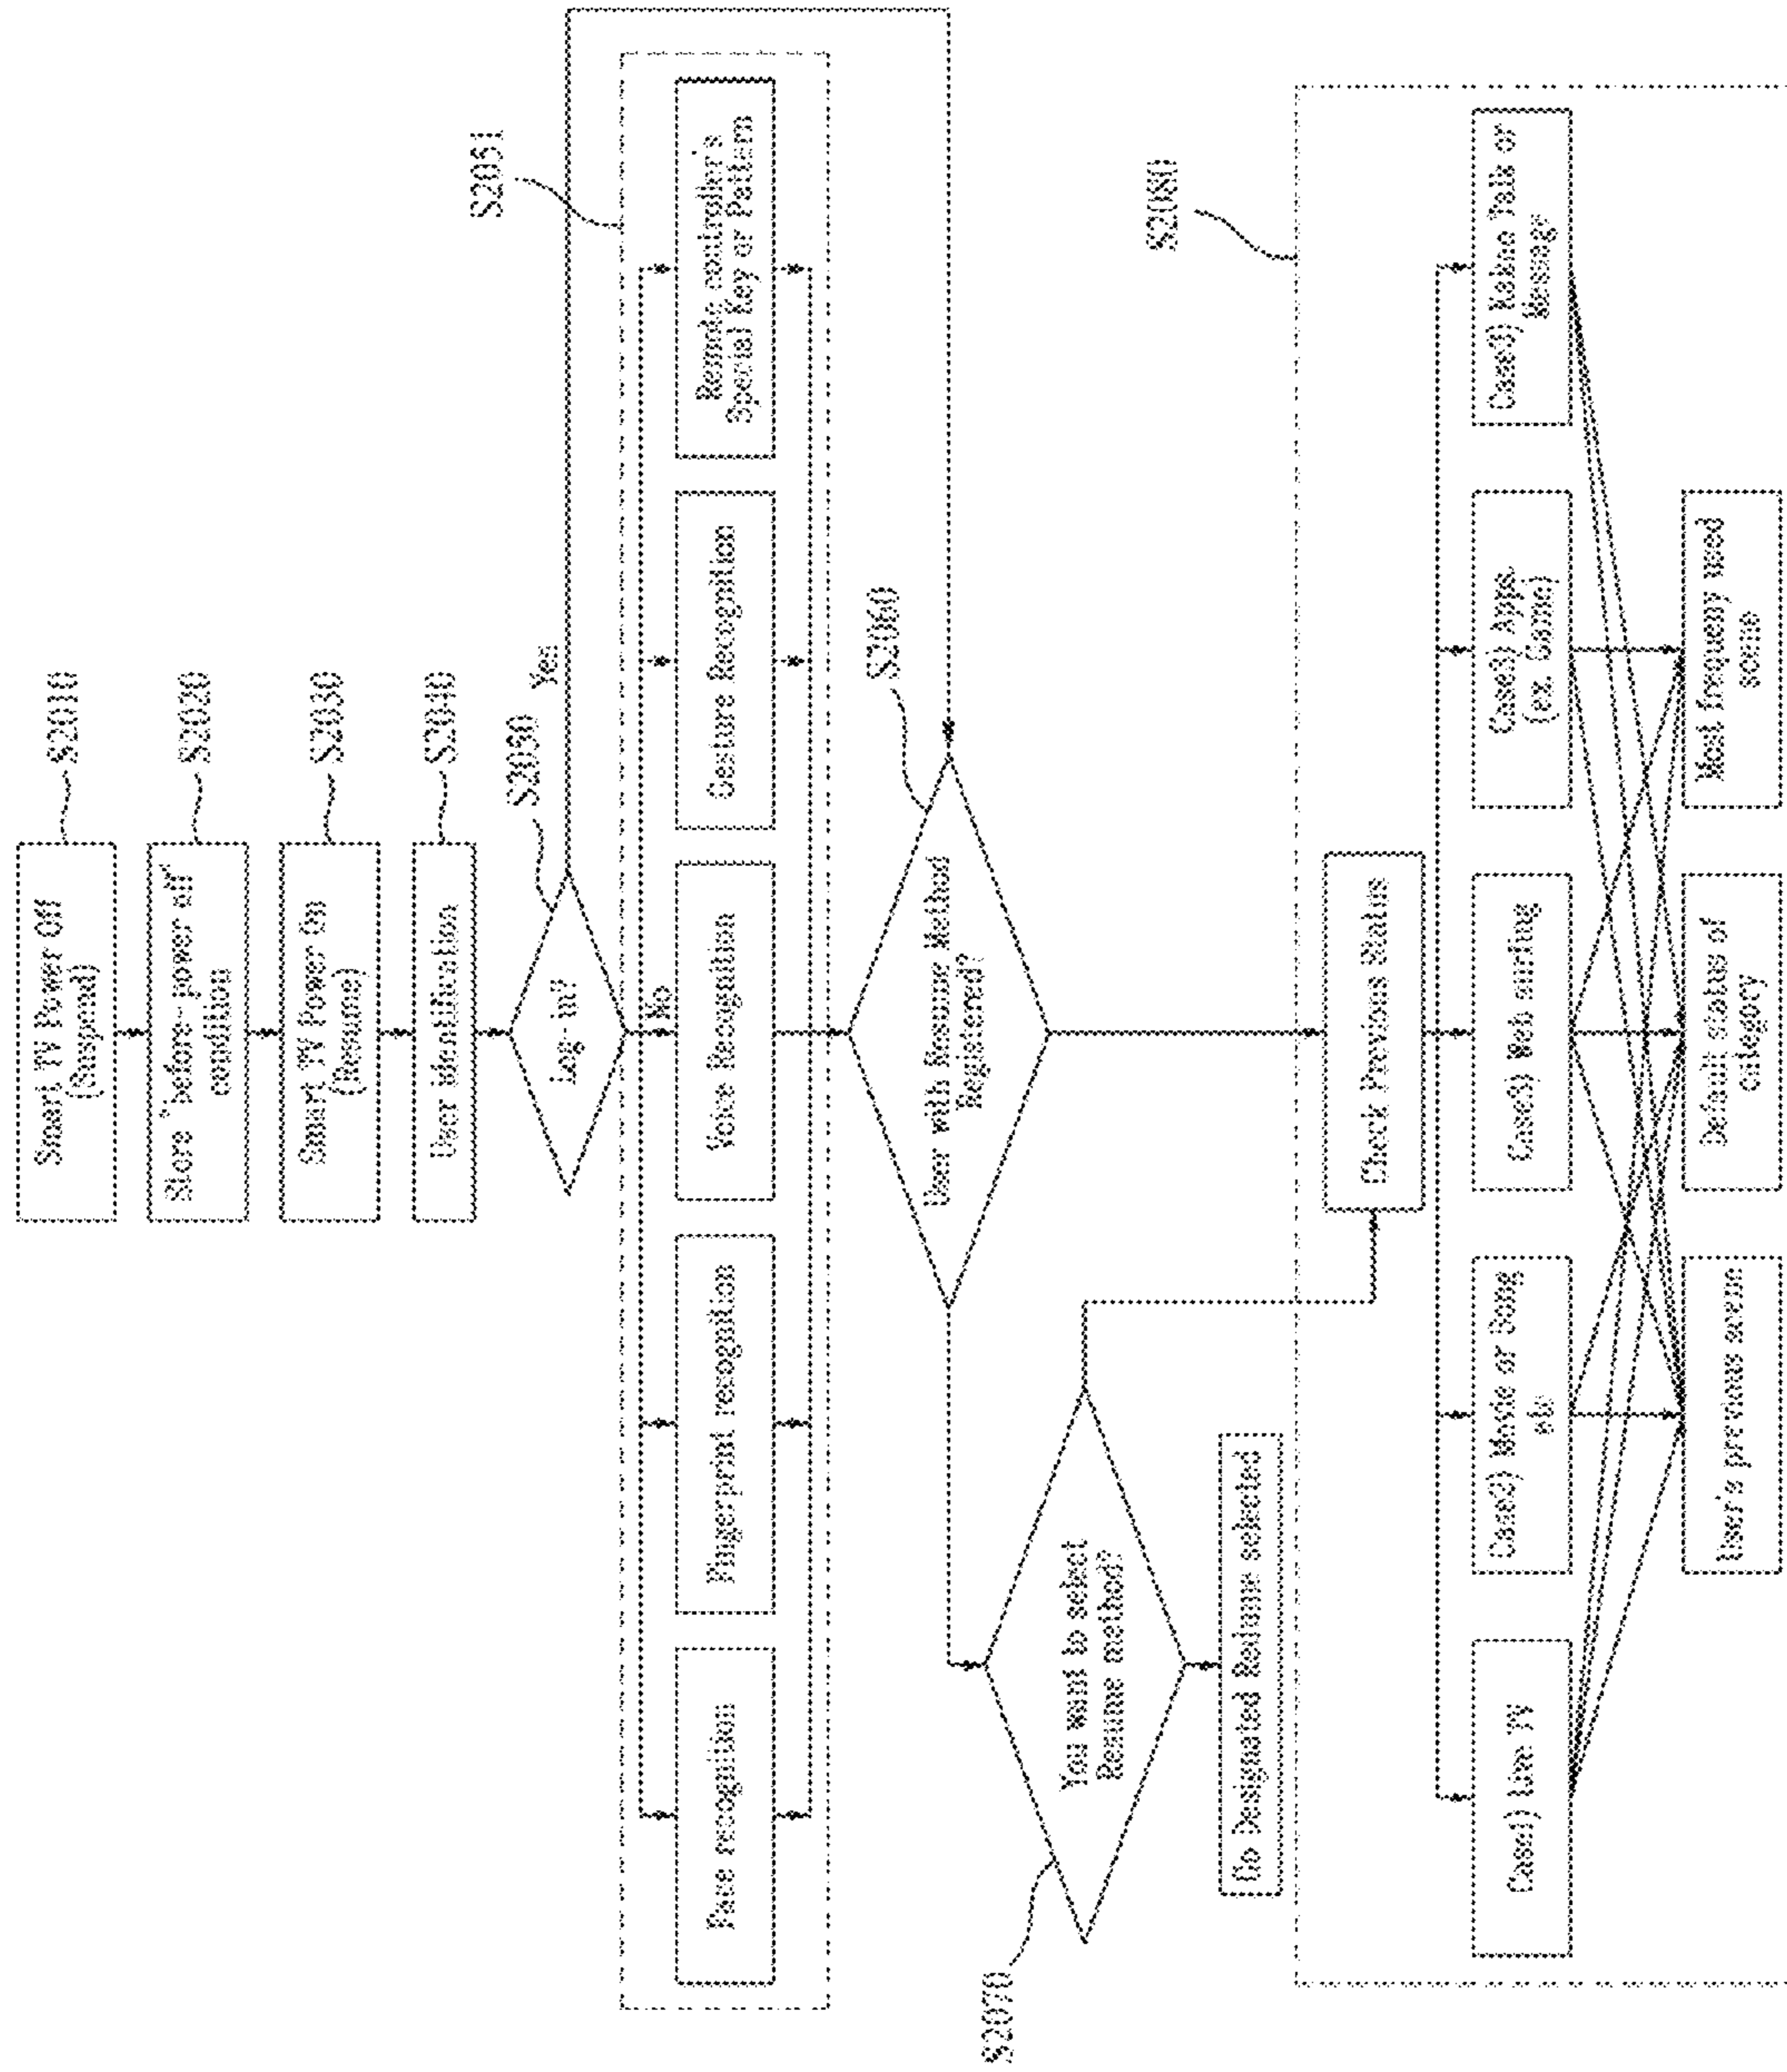 Smart TV Power Off
(Suspend)
S2010
Store "before-power off"
condition
S2020
Smart TV Power On
(Resume)
S2030
User identification
S2040
Log-in?
S2050
Yes
No
S2051
Face recognition
Fingerprint recognition
Voice Recognition
Gesture Recognition
Remote controller's
Special Key or Pattern
User with Resume Method
Registered?
S2060
You want to select
Resume method?
S2070
Go Designated Resume selected
S2080
Check Previous Status
Case1) Live TV
Case2) Movie or Song
etc
Case3) Web surfing
Case3) Apps.
(ex. Game)
Case3) Kakao Talk or
Message
User's previous screen
Default status of
category
Most frequeny used
scene